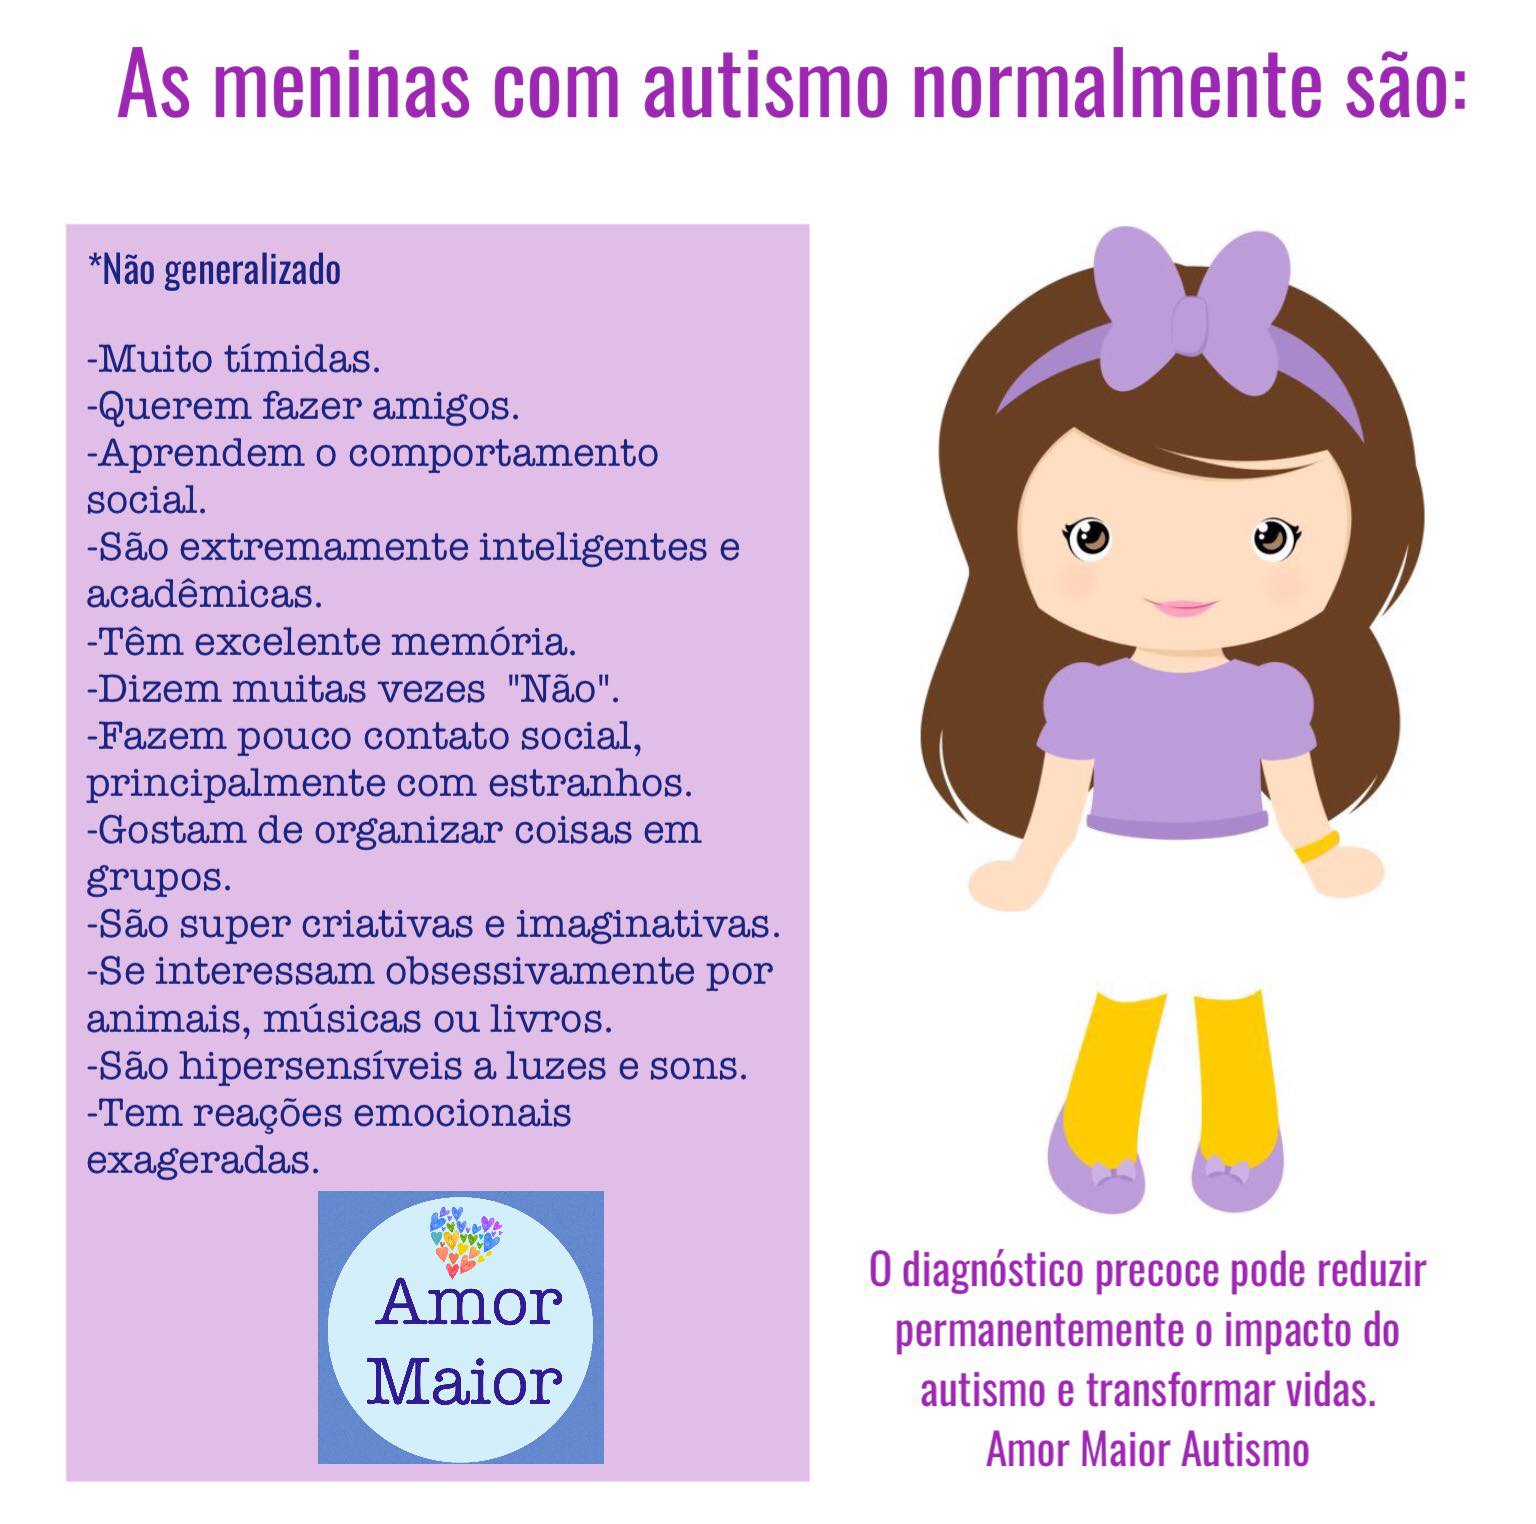 As meninas com autismo normalmente são:
*Não generalizado
-Muito tímidas.
-Querem fazer amigos.
-Aprendem o comportamento
social.
-São extremamente inteligentes e
acadêmicas.
-Têm excelente memória.
-Dizem muitas vezes  "Não".
-Fazem pouco contato social,
principalmente com estranhos.
-Gostam de organizar coisas em
grupos.
-São super criativas e imaginativas.
-Se interessam obsessivamente por
animais, músicas ou livros.
-São hipersensíveis a luzes e sons.
-Tem reações emocionais
exageradas.
Amor
Maior
O diagnóstico precoce pode reduzir
permanentemente o impacto do
autismo e transformar vidas.
Amor Maior Autismo